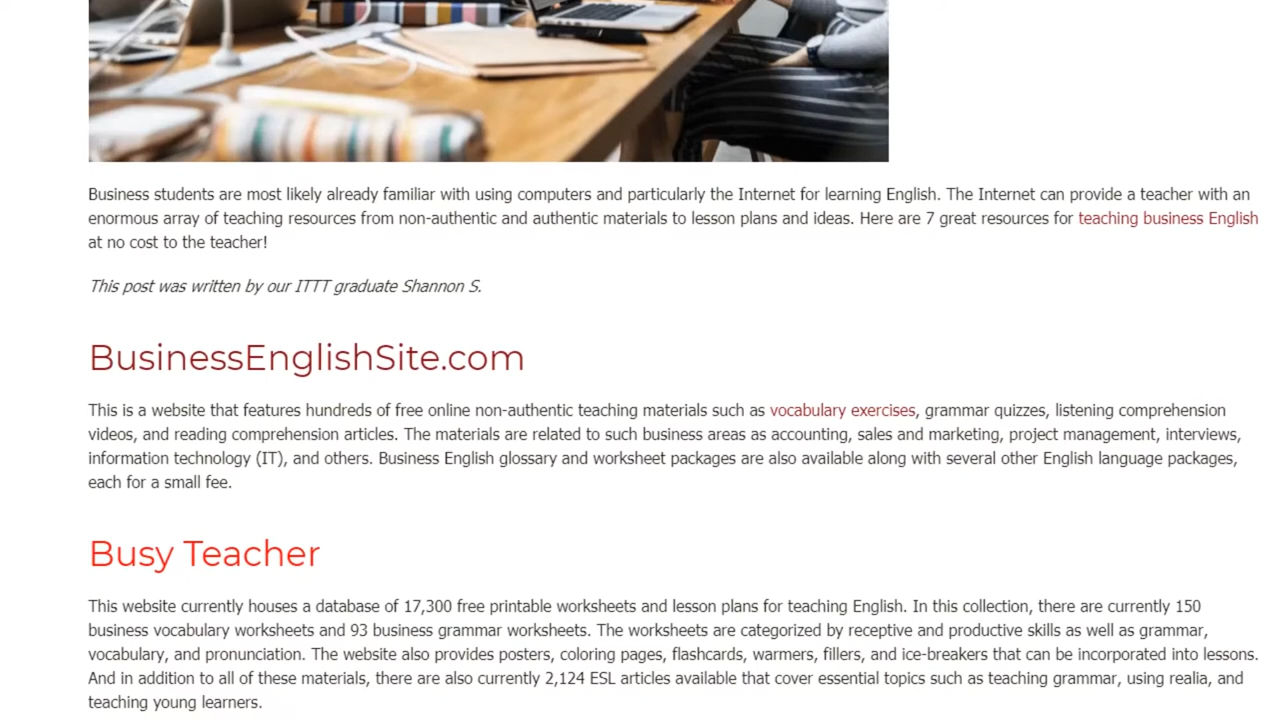 Business students are most likely already familiar with using computers and particularly the Internet for learning English. The Internet can provide a teacher with an
enormous array of teaching resources from non-authentic and authentic materials to lesson plans and ideas. Here are 7 great resources for teaching business English
at no cost to the teacher!
This post was written by our ITTT graduate Shannon S.
BusinessEnglishSite.com
This is a website that features hundreds of free online non-authentic teaching materials such as vocabulary exercises, grammar quizzes, listening comprehension
videos, and reading comprehension articles. The materials are related to such business areas as accounting, sales and marketing, project management, interviews,
information technology (IT), and others. Business English glossary and worksheet packages are also available along with several other English language packages,
each for a small fee.
Busy Teacher
This website currently houses a database of 17,300 free printable worksheets and lesson plans for teaching English. In this collection, there are currently 150
business vocabulary worksheets and 93 business grammar worksheets. The worksheets are categorized by receptive and productive skills as well as grammar,
vocabulary, and pronunciation. The website also provides posters, coloring pages, flashcards, warmers, fillers, and ice-breakers that can be incorporated into lessons.
And in addition to all of these materials, there are also currently 2,124 ESL articles available that cover essential topics such as teaching grammar, using realia, and
teaching young learners.